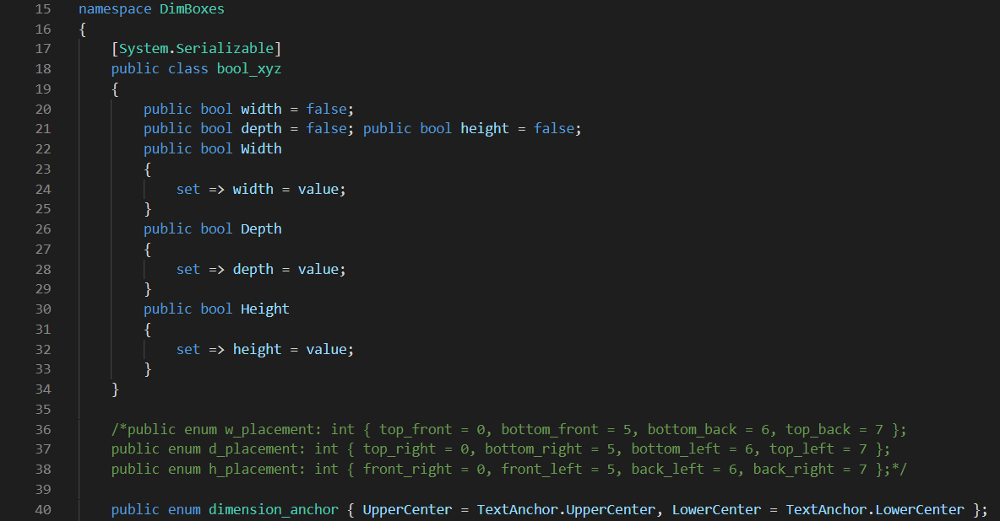 15 namespace DimBoxes
16 {
17 [System.Serializable]
18 public class bool_xyz
19 {
20 public bool width = false;
21 public bool depth = false; public bool height = false;
22 public bool Width
23 {
24 set => width = value;
25 }
26 public bool Depth
27 {
28 set => depth = value;
29 }
30 public bool Height
31 {
32 set => height = value;
33 }
34 }
35
36 /*public enum w_placement: int { top_front = 0, bottom_front = 5, bottom_back = 6, top_back = 7 };
37 public enum d_placement: int { top_right = 0, bottom_right = 5, bottom_left = 6, top_left = 7 };
38 public enum h_placement: int { front_right = 0, front_left = 5, back_left = 6, back_right = 7 };*/
39
40 public enum dimension_anchor { UpperCenter = TextAnchor.UpperCenter, LowerCenter = TextAnchor.LowerCenter };